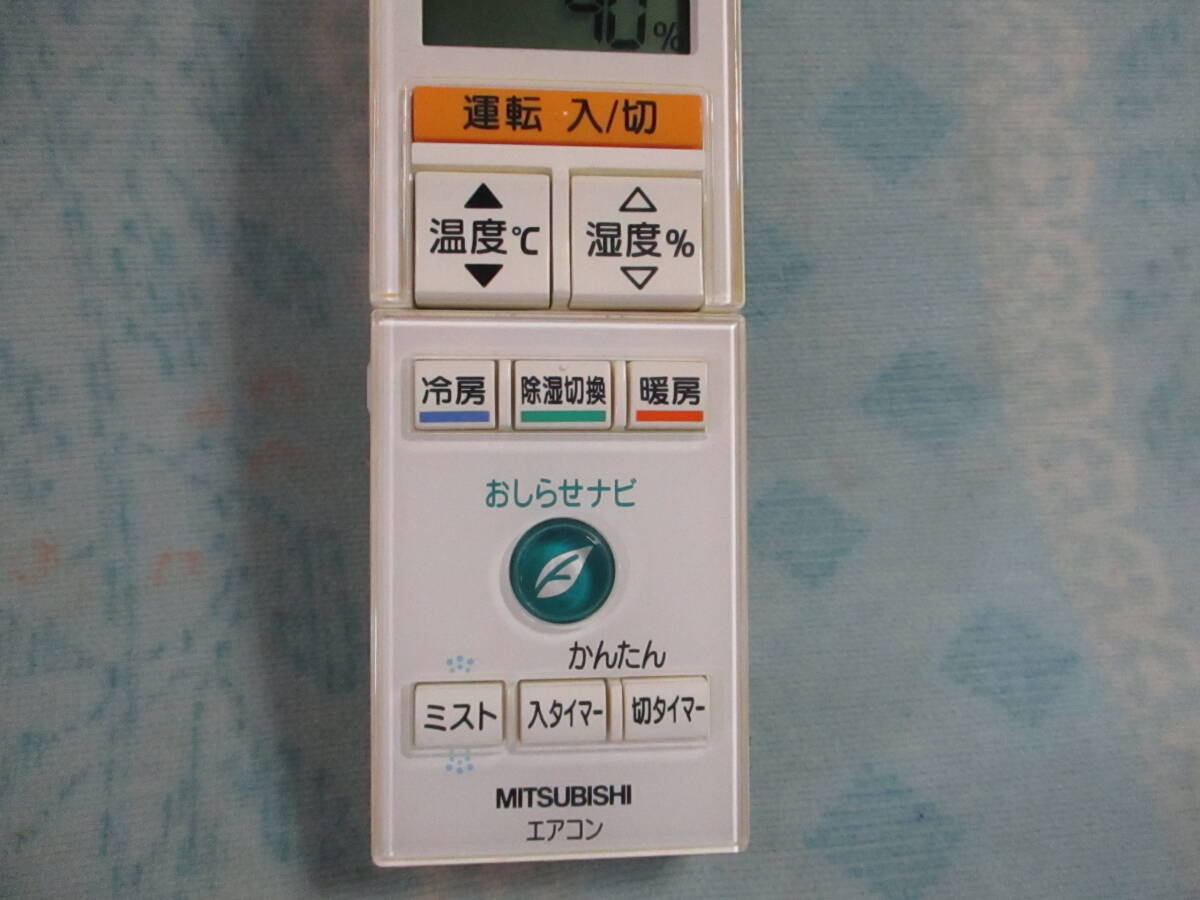 %
運転 入/切
▲ △
温度℃ 湿度%
▼ ▽
冷房 除湿切換 暖房
おしらせナビ
かんたん
ミスト 入タイマー 切タイマー
MITSUBISHI
エアコン